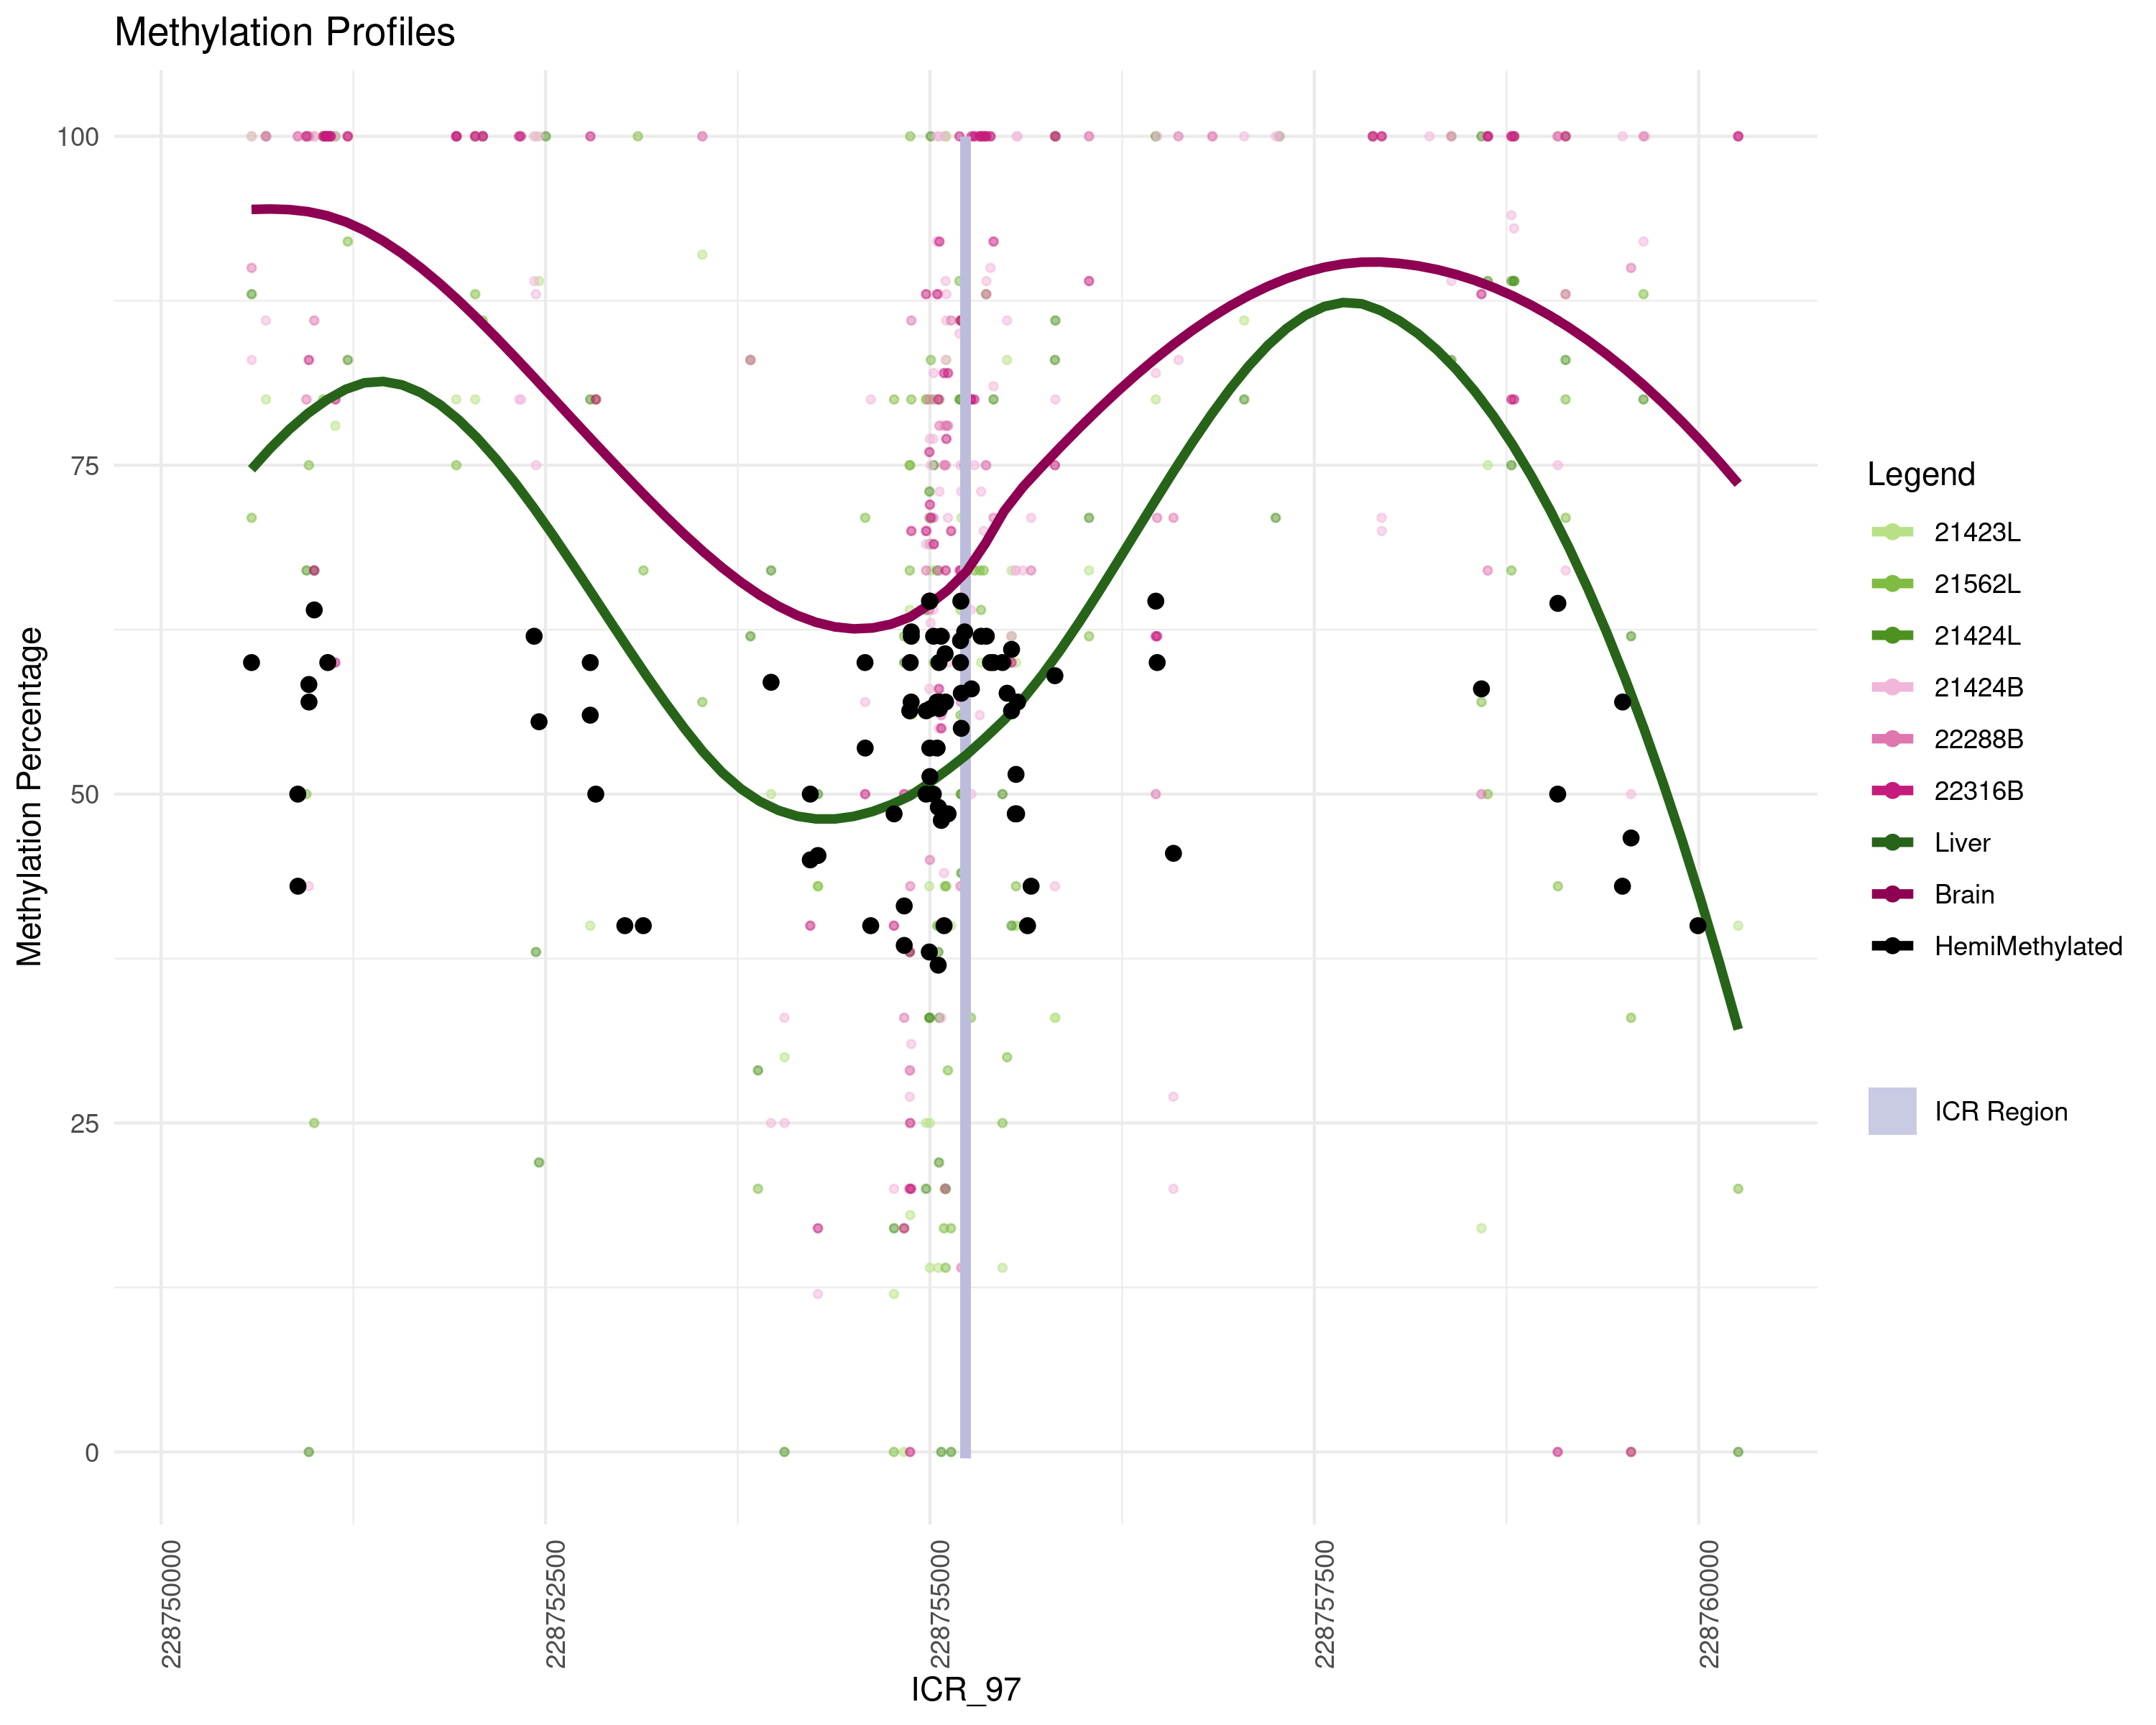 Methylation Profiles
Methylation Percentage
100
75
50
25
0
228750000
228752500
228755000
228757500
228760000
ICR_97
Legend
21423L
21562L
21424L
21424B
22288B
22316B
Liver
Brain
HemiMethylated
ICR Region